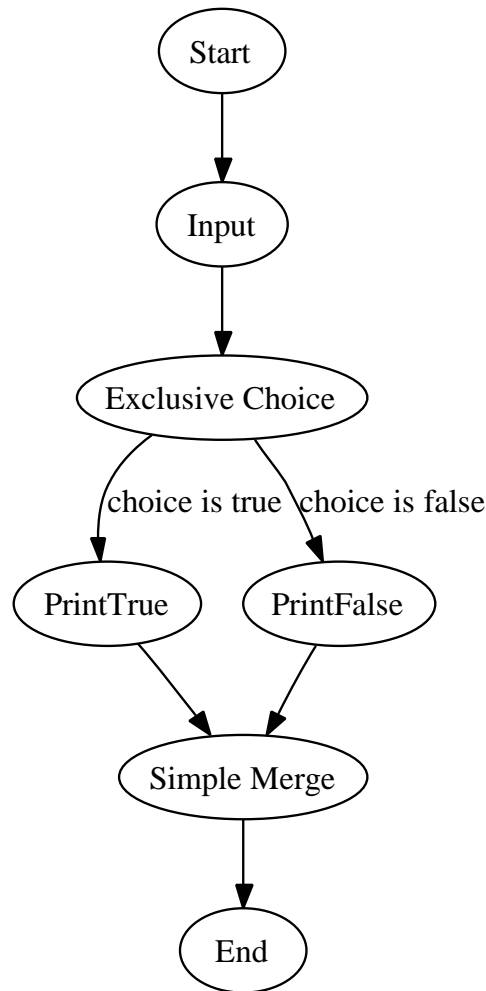 Start
Input
Exclusive Choice
choice is true
choice is false
PrintTrue
PrintFalse
Simple Merge
End